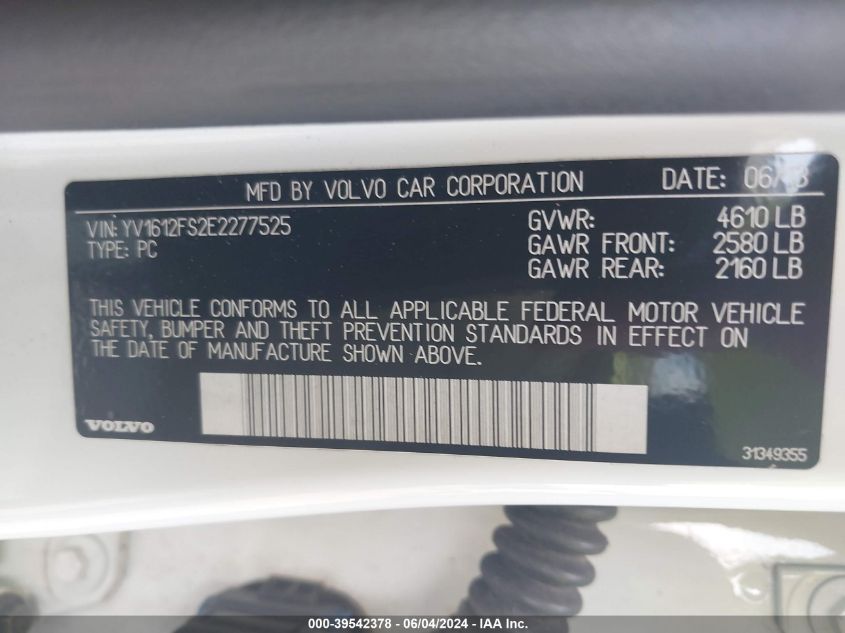 MFD BY VOLVO CAR CORPORATION DATE:
VIN: YV1612FS2E2277525
TYPE: PC
GVWR: 4610 LB
GAWR FRONT: 2580 LB
GAWR REAR: 2160 LB
THIS VEHICLE CONFORMS TO ALL APPLICABLE FEDERAL MOTOR VEHICLE
SAFETY, BUMPER AND THEFT PREVENTION STANDARDS IN EFFECT ON
THE DATE OF MANUFACTURE SHOWN ABOVE.
VOLVO
31349355
000-39542378 - 06/04/2024 - IAA Inc.